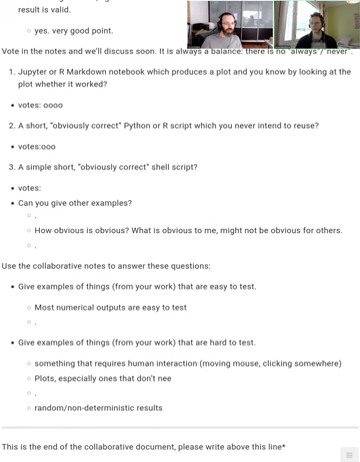 result is valid.
○ yes. very good point.
Vote in the notes and we'll discuss soon. It is always a balance: there is no "always"/"never".
1. Jupyter or R Markdown notebook which produces a plot and you know by looking at the
plot whether it worked?
• votes: oooo
2. A short, "obviously correct" Python or R script which you never intend to reuse?
• votes:ooo
3. A simple short, "obviously correct" shell script?
• votes:
• Can you give other examples?
○ .
○ How obvious is obvious? What is obvious to me, might not be obvious for others.
○ .
Use the collaborative notes to answer these questions:
• Give examples of things (from your work) that are easy to test.
○ Most numerical outputs are easy to test
○ .
• Give examples of things (from your work) that are hard to test.
○ something that requires human interaction (moving mouse, clicking somewhere)
○ Plots, especially ones that don't nee
○ .
○ random/non-deterministic results
This is the end of the collaborative document, please write above this line*